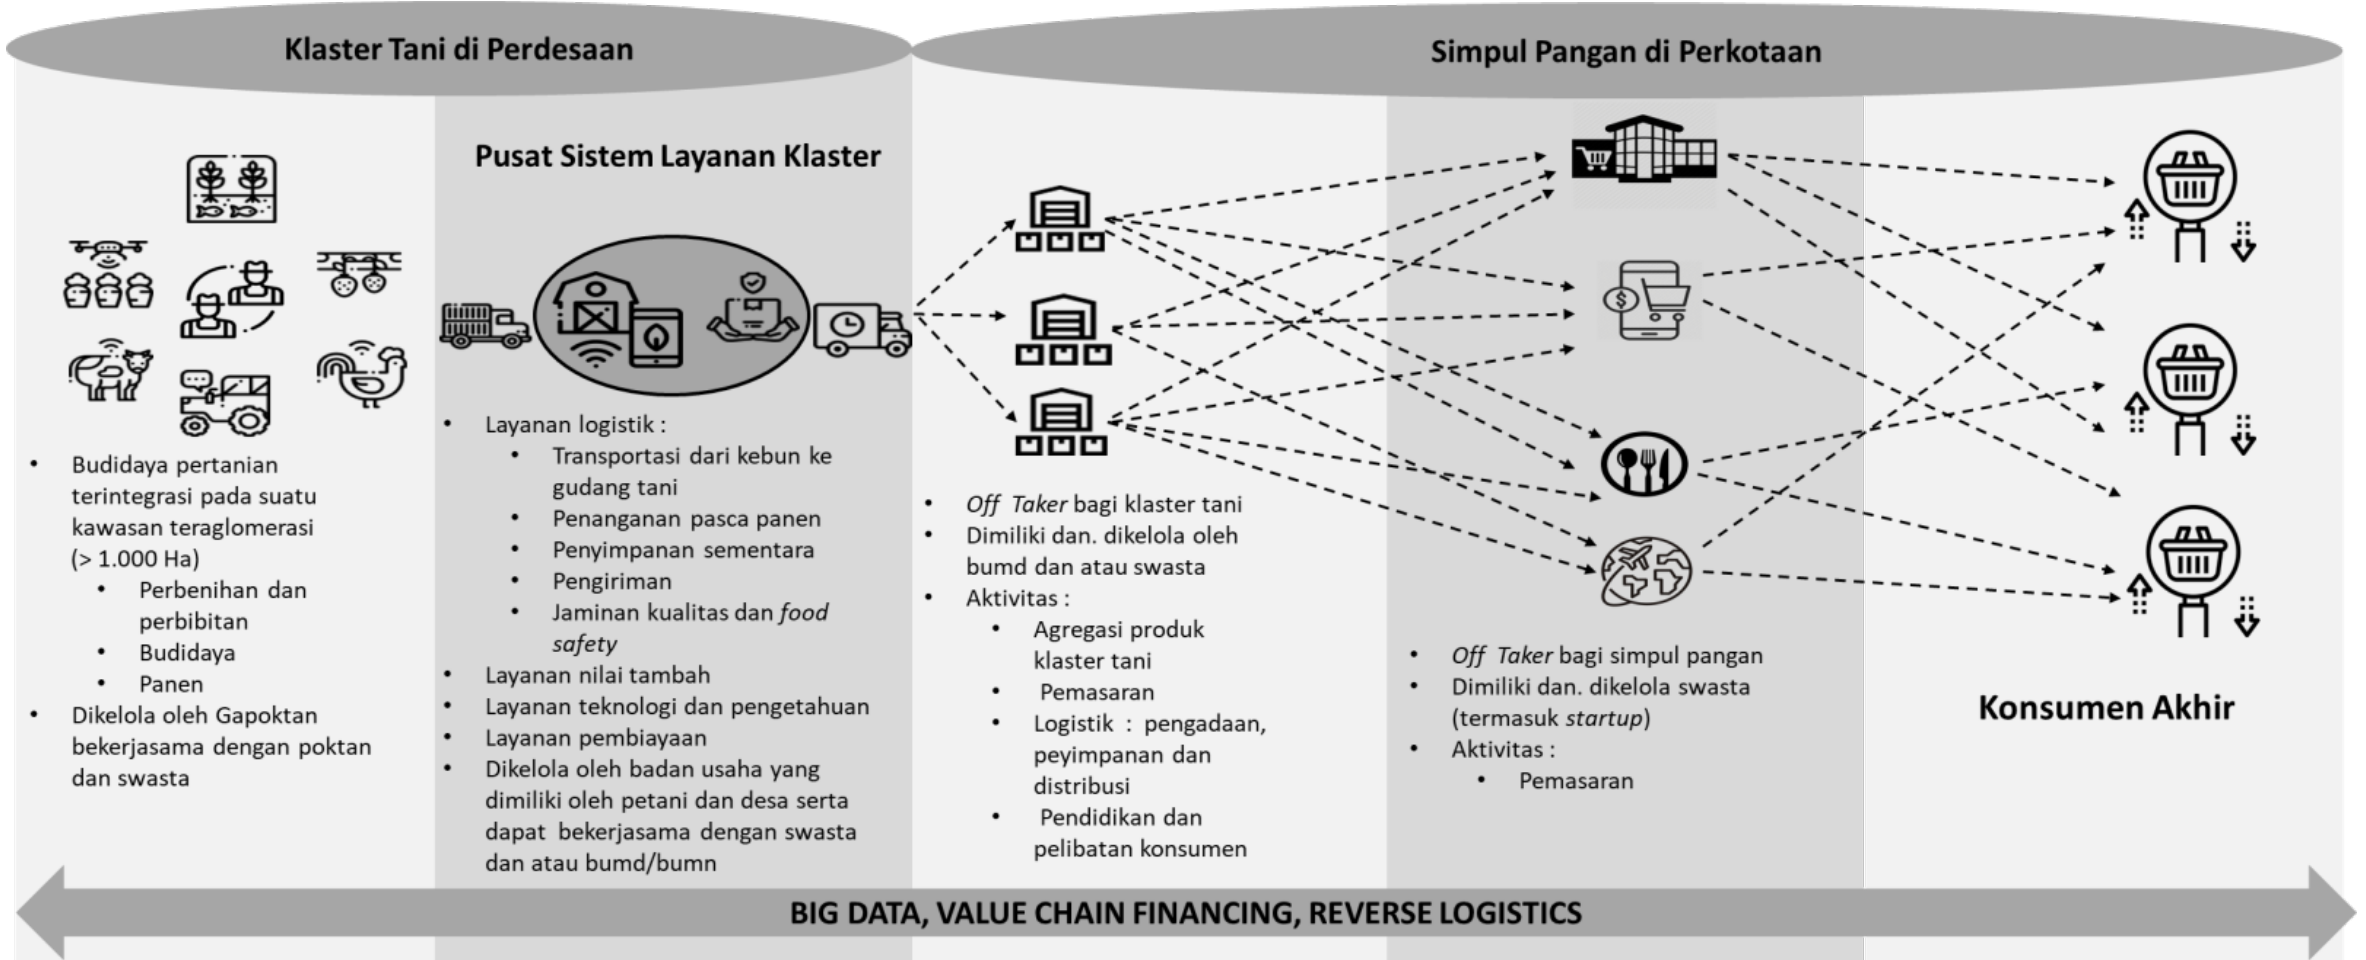 Klaster Tani di Perdesaan
Simpul Pangan di Perkotaan
• Budidaya pertanian
terintegrasi pada suatu
kawasan teraglomerasi
(> 1.000 Ha)
• Perbenihan dan
perbibitan
• Budidaya
• Panen
• Dikelola oleh Gapoktan
bekerjasama dengan poktan
dan swasta
Pusat Sistem Layanan Klaster
• Layanan logistik :
• Transportasi dari kebun ke
gudang tani
• Penanganan pasca panen
• Penyimpanan sementara
• Pengiriman
• Jaminan kualitas dan food
safety
• Layanan nilai tambah
• Layanan teknologi dan pengetahuan
• Layanan pembiayaan
• Dikelola oleh badan usaha yang
dimiliki oleh petani dan desa serta
dapat bekerjasama dengan swasta
dan atau bumd/bumn
• Off Taker bagi klaster tani
• Dimiliki dan. dikelola oleh
bumd dan atau swasta
• Aktivitas :
• Agregasi produk
klaster tani
• Pemasaran
• Logistik : pengadaan,
peyimpanan dan
distribusi
• Pendidikan dan
pelibatan konsumen
$
• Off Taker bagi simpul pangan
• Dimiliki dan. dikelola swasta
(termasuk startup)
• Aktivitas :
• Pemasaran
Konsumen Akhir
BIG DATA, VALUE CHAIN FINANCING, REVERSE LOGISTICS